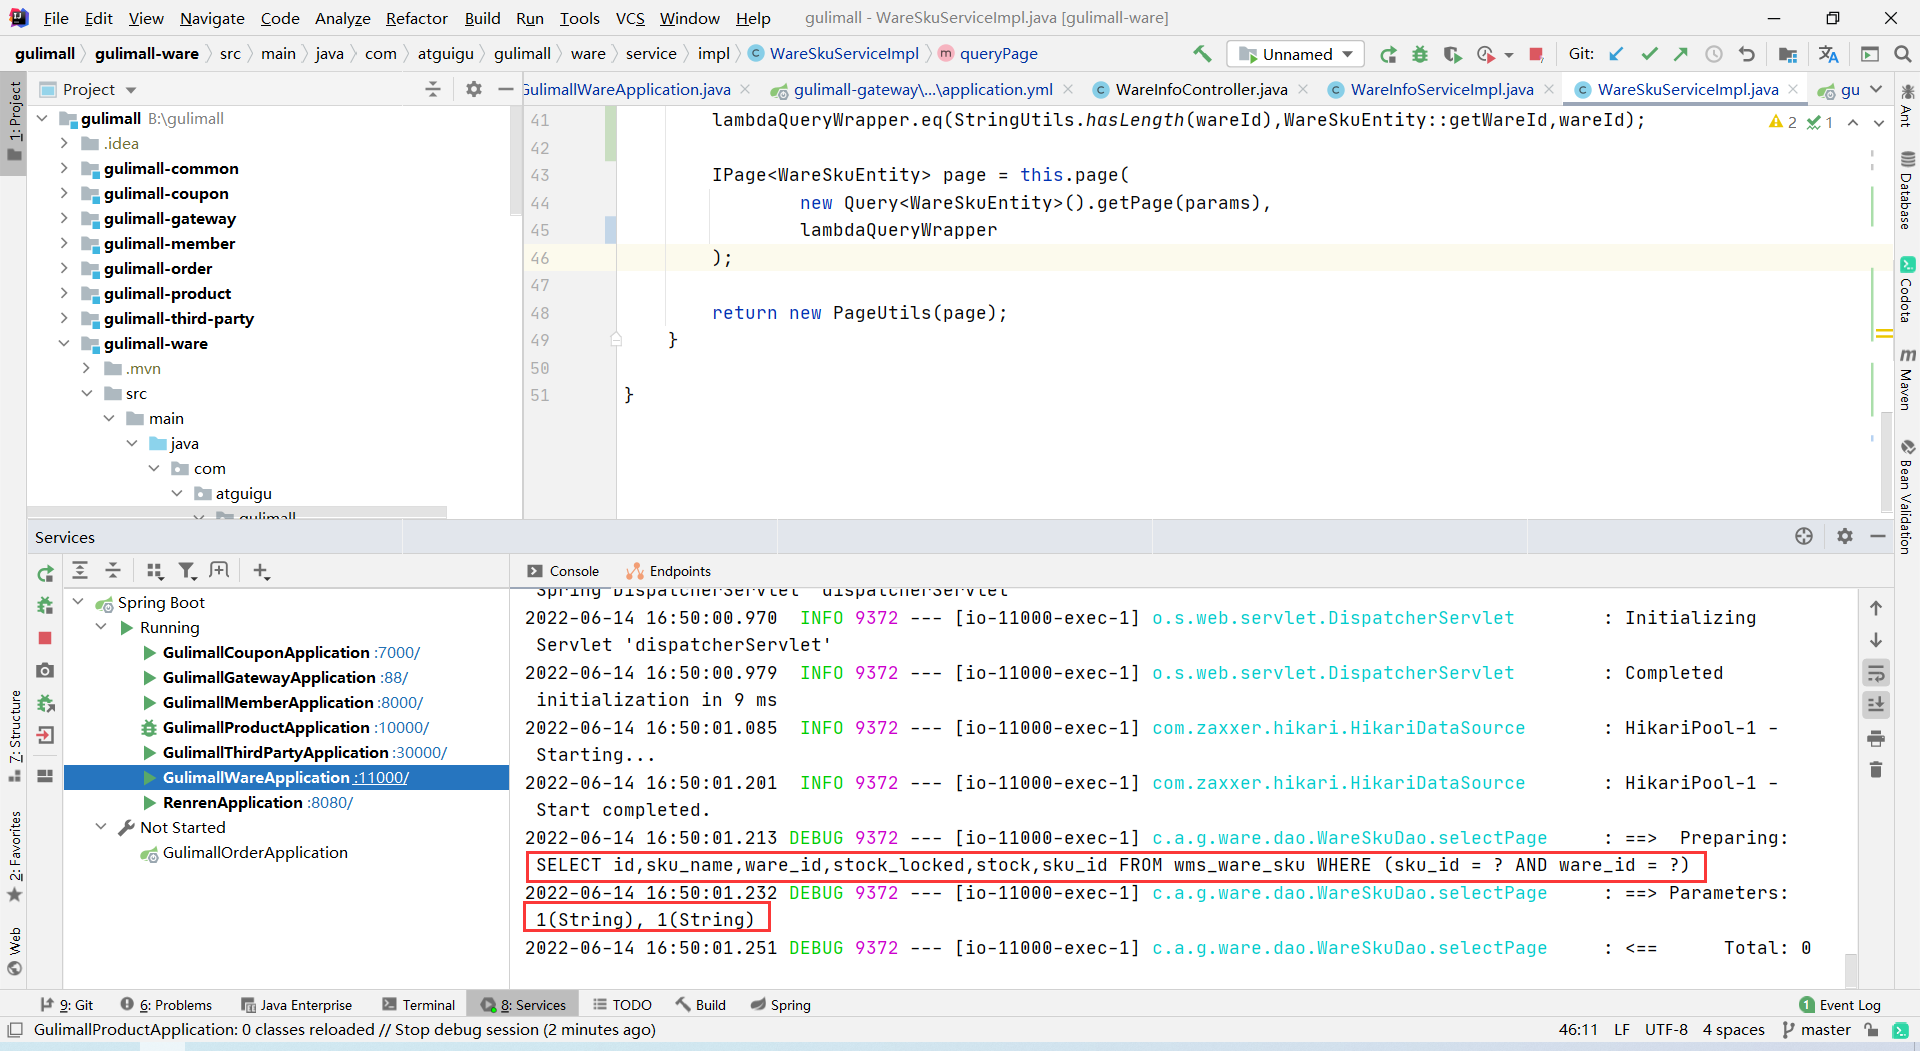 File Edit View Navigate Code Analyze Refactor Build Run Tools VCS Window Help gulimall - WareSkuServiceImpl.java [gulimall-ware]
gulimall gulimall-ware src main java com atguigu gulimall ware service impl WareSkuServiceImpl queryPage Unnamed Git:
Project
GulimallWareApplication.java gulimall-gateway\...\application.yml WareInfoController.java WareInfoServiceImpl.java WareSkuServiceImpl.java gu
1: Project
gulimall B:\gulimall
.idea
gulimall-common
gulimall-coupon
gulimall-gateway
gulimall-member
gulimall-order
gulimall-product
gulimall-third-party
gulimall-ware
.mvn
src
main
java
com
atguigu
gulimall
41 lambdaQueryWrapper.eq(StringUtils.hasLength(wareId),WareSkuEntity::getWareId,wareId);
2 1
42
43 IPage<WareSkuEntity> page = this.page(
44 new Query<WareSkuEntity>().getPage(params),
45 lambdaQueryWrapper
46 );
47
48 return new PageUtils(page);
49 }
50
51 }
Ant
Database
Codota
Maven
Bean Validation
Services
7: Structure
2: Favorites
Web
Spring Boot
Running
GulimallCouponApplication :7000/
GulimallGatewayApplication :88/
GulimallMemberApplication :8000/
GulimallProductApplication :10000/
GulimallThirdPartyApplication :30000/
GulimallWareApplication :11000/
RenrenApplication :8080/
Not Started
GulimallOrderApplication
Console Endpoints
Spring DispatcherServlet 'dispatcherServlet'
2022-06-14 16:50:00.970 INFO 9372 --- [io-11000-exec-1] o.s.web.servlet.DispatcherServlet : Initializing
Servlet 'dispatcherServlet'
2022-06-14 16:50:00.979 INFO 9372 --- [io-11000-exec-1] o.s.web.servlet.DispatcherServlet : Completed
initialization in 9 ms
2022-06-14 16:50:01.085 INFO 9372 --- [io-11000-exec-1] com.zaxxer.hikari.HikariDataSource : HikariPool-1 -
Starting...
2022-06-14 16:50:01.201 INFO 9372 --- [io-11000-exec-1] com.zaxxer.hikari.HikariDataSource : HikariPool-1 -
Start completed.
2022-06-14 16:50:01.213 DEBUG 9372 --- [io-11000-exec-1] c.a.g.ware.dao.WareSkuDao.selectPage : ==> Preparing:
SELECT id,sku_name,ware_id,stock_locked,stock,sku_id FROM wms_ware_sku WHERE (sku_id = ? AND ware_id = ?)
2022-06-14 16:50:01.232 DEBUG 9372 --- [io-11000-exec-1] c.a.g.ware.dao.WareSkuDao.selectPage : ==> Parameters:
1(String), 1(String)
2022-06-14 16:50:01.251 DEBUG 9372 --- [io-11000-exec-1] c.a.g.ware.dao.WareSkuDao.selectPage : <== Total: 0
9: Git 6: Problems Java Enterprise Terminal 8: Services TODO Build Spring 1 Event Log
GulimallProductApplication: 0 classes reloaded // Stop debug session (2 minutes ago) 46:11 LF UTF-8 4 spaces master